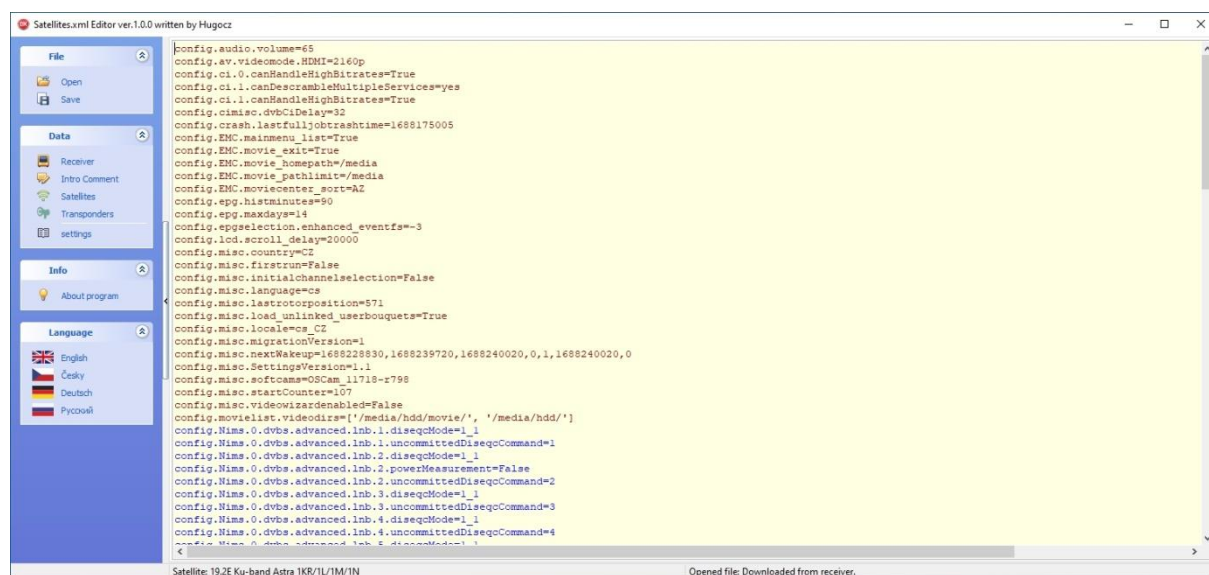 Satellites.xml Editor ver.1.0.0 written by Hugocz
File
Open
Save
Data
Receiver
Intro Comment
Satellites
Transponders
settings
Info
About program
Language
English
Česky
Deutsch
config.audio.volume=65
config.av.videomode.HDMI=2160p
config.ci.0.canHandleHighBitrates=True
config.ci.1.canDescrambleMultipleServices=yes
config.ci.1.canHandleHighBitrates=True
config.cimisc.dvbCiDelay=32
config.crash.lastfulljobtrashtime=1688175005
config.EMC.mainmenu_list=True
config.EMC.movie_exit=True
config.EMC.movie_homepath=/media
config.EMC.movie_pathlimit=/media
config.EMC.moviecenter_sort=AZ
config.epg.histminutes=90
config.epg.maxdays=14
config.epgselection.enhanced_eventfs=-3
config.lcd.scroll_delay=20000
config.misc.country=CZ
config.misc.firstrun=False
config.misc.initialchannelselection=False
config.misc.language=cs
config.misc.lastrotorposition=571
config.misc.load_unlinked_userbouquets=True
config.misc.locale=cs_CZ
config.misc.migrationVersion=1
config.misc.nextWakeup=1688228830,1688239720,1688240020,0,1,1688240020,0
config.misc.SettingsVersion=1.1
config.misc.softcams=OSCam_11718-r798
config.misc.startCounter=107
config.misc.videowizardenabled=False
config.movielist.videodirs=['/media/hdd/movie/', '/media/hdd/']
config.Nims.0.dvbs.advanced.lnb.1.diseqcMode=1_1
config.Nims.0.dvbs.advanced.lnb.1.uncommittedDiseqcCommand=1
config.Nims.0.dvbs.advanced.lnb.2.diseqcMode=1_1
config.Nims.0.dvbs.advanced.lnb.2.powerMeasurement=False
config.Nims.0.dvbs.advanced.lnb.2.uncommittedDiseqcCommand=2
config.Nims.0.dvbs.advanced.lnb.3.diseqcMode=1_1
config.Nims.0.dvbs.advanced.lnb.3.uncommittedDiseqcCommand=3
config.Nims.0.dvbs.advanced.lnb.4.diseqcMode=1_1
config.Nims.0.dvbs.advanced.lnb.4.uncommittedDiseqcCommand=4
config.Nims.0.dvbs.advanced.lnb.5.diseqcMode=1_1
Satellite: 19.2E Ku-band Astra 1KR/1L/1M/1N
Opened file: Downloaded from receiver.